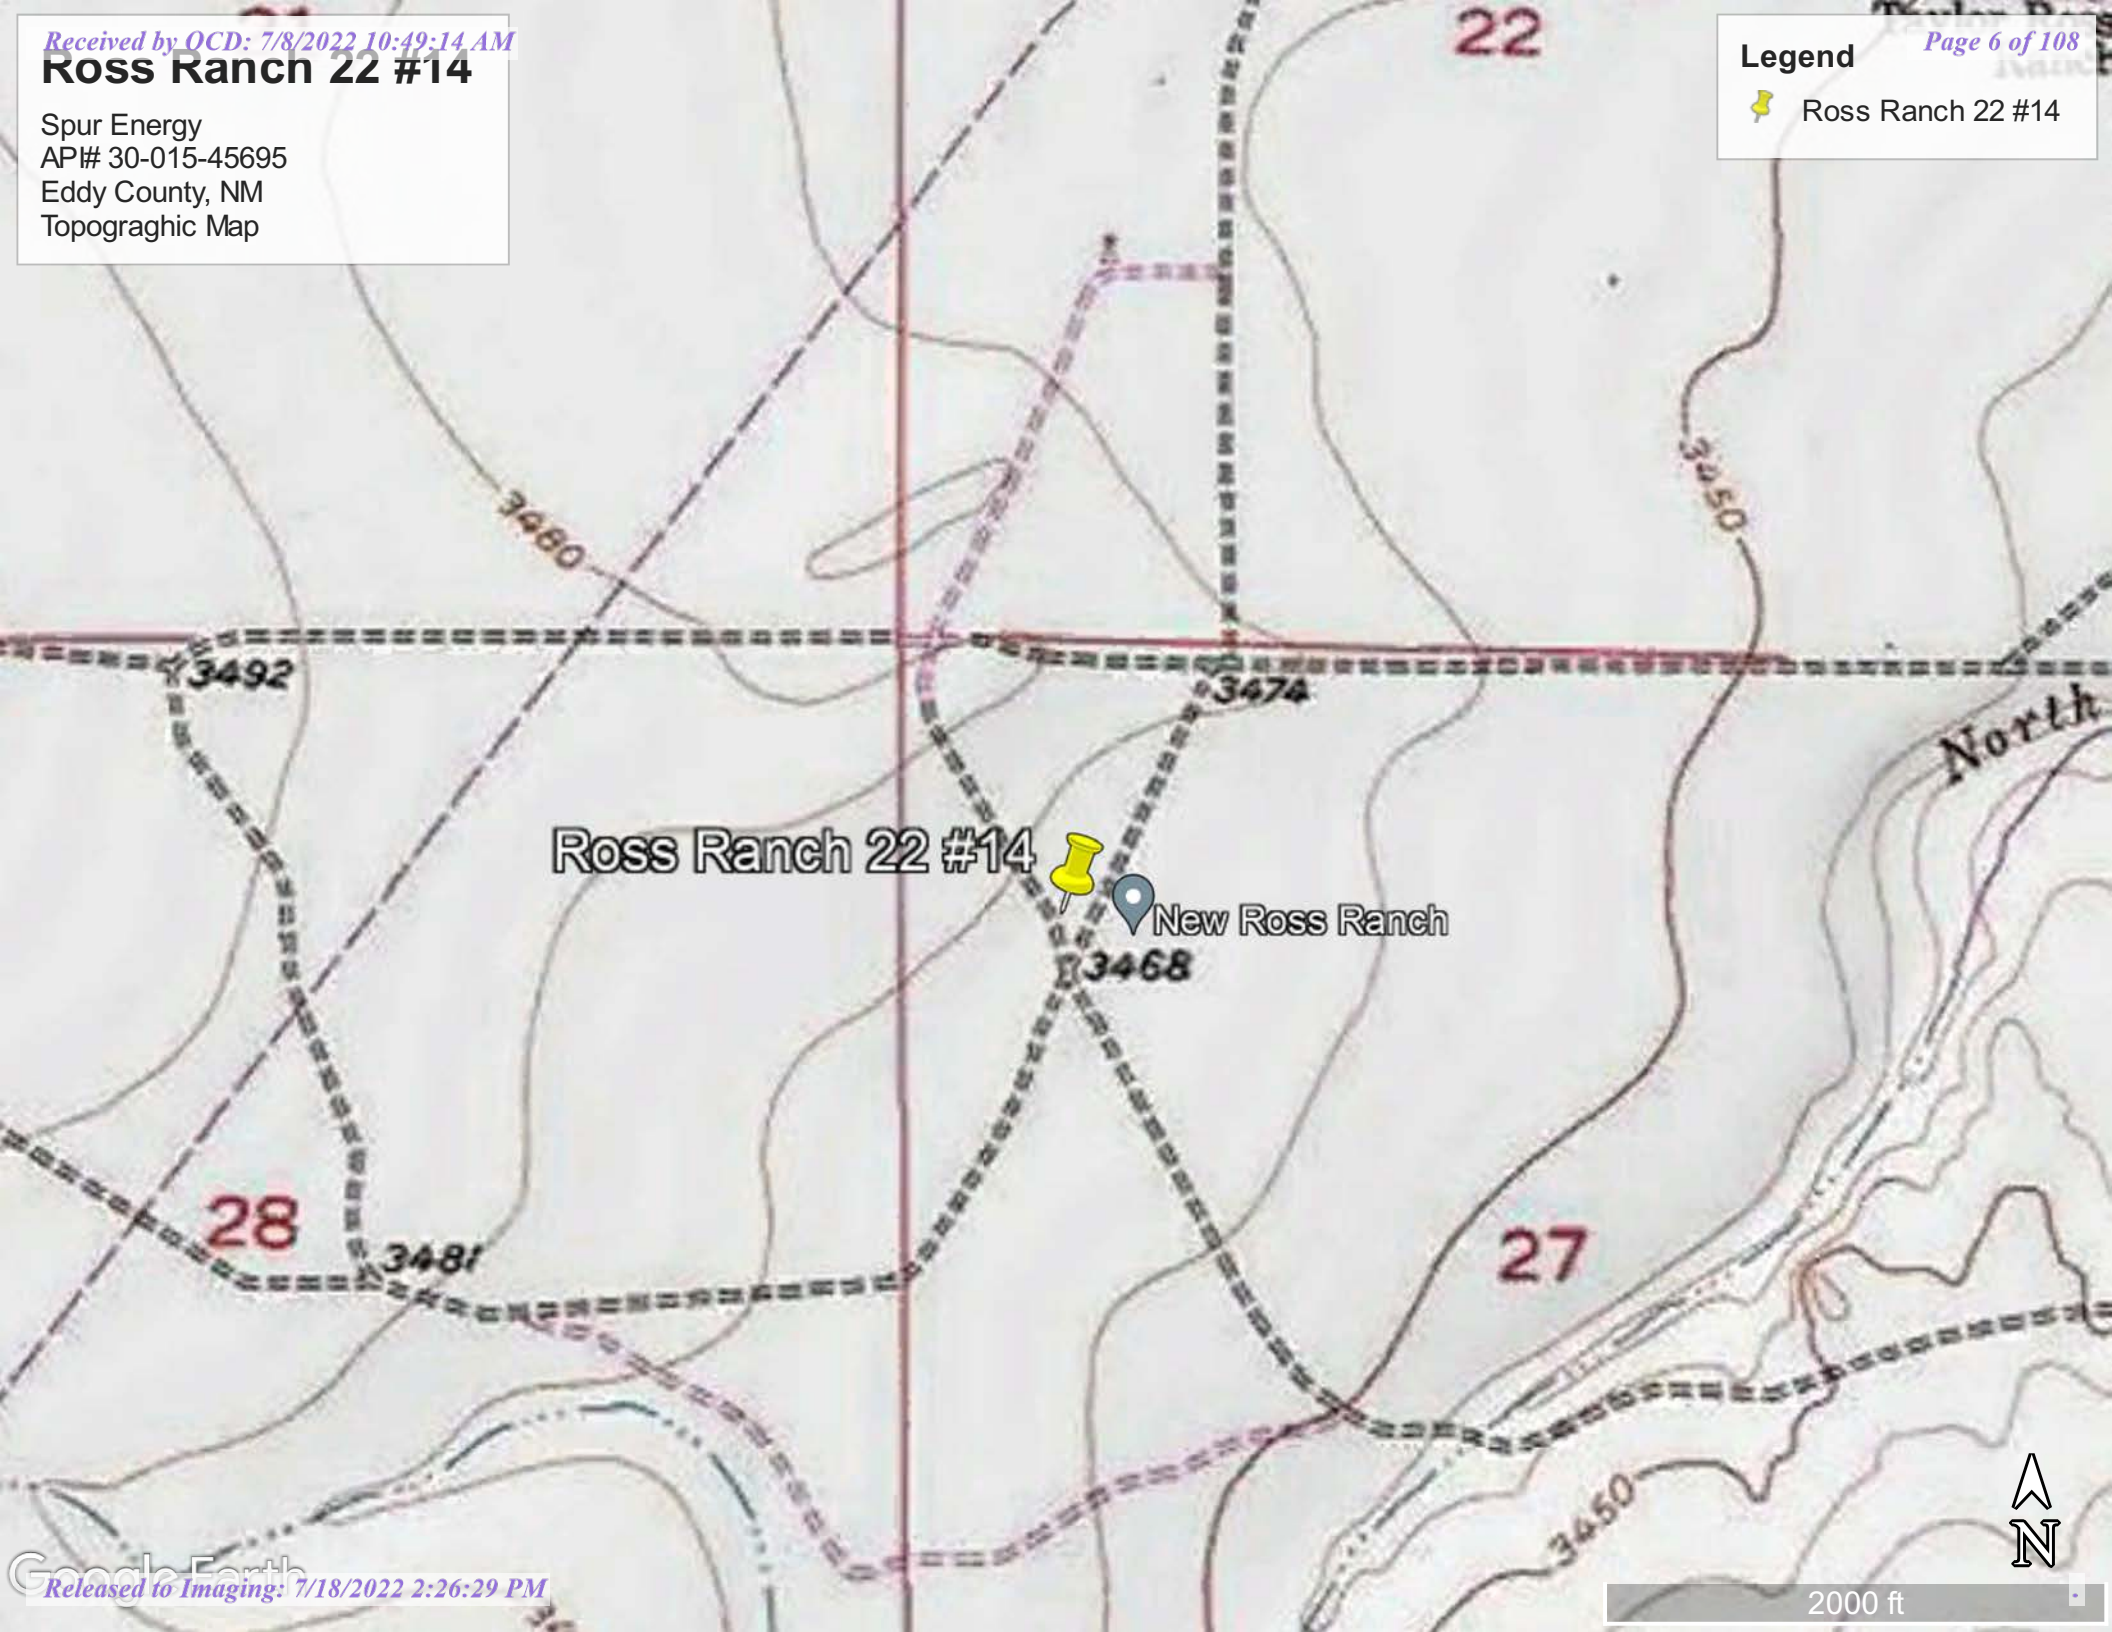 Received by OCD: 7/8/2022 10:49:14 AM
Page 6 of 108
Ross Ranch 22 #14
Spur Energy
API# 30-015-45695
Eddy County, NM
Topograghic Map
Legend
Ross Ranch 22 #14
22
3480
3450
3492
3474
North
Ross Ranch 22 #14
New Ross Ranch
3468
28
3481
27
3450
N
Google Earth
Released to Imaging: 7/18/2022 2:26:29 PM
2000 ft